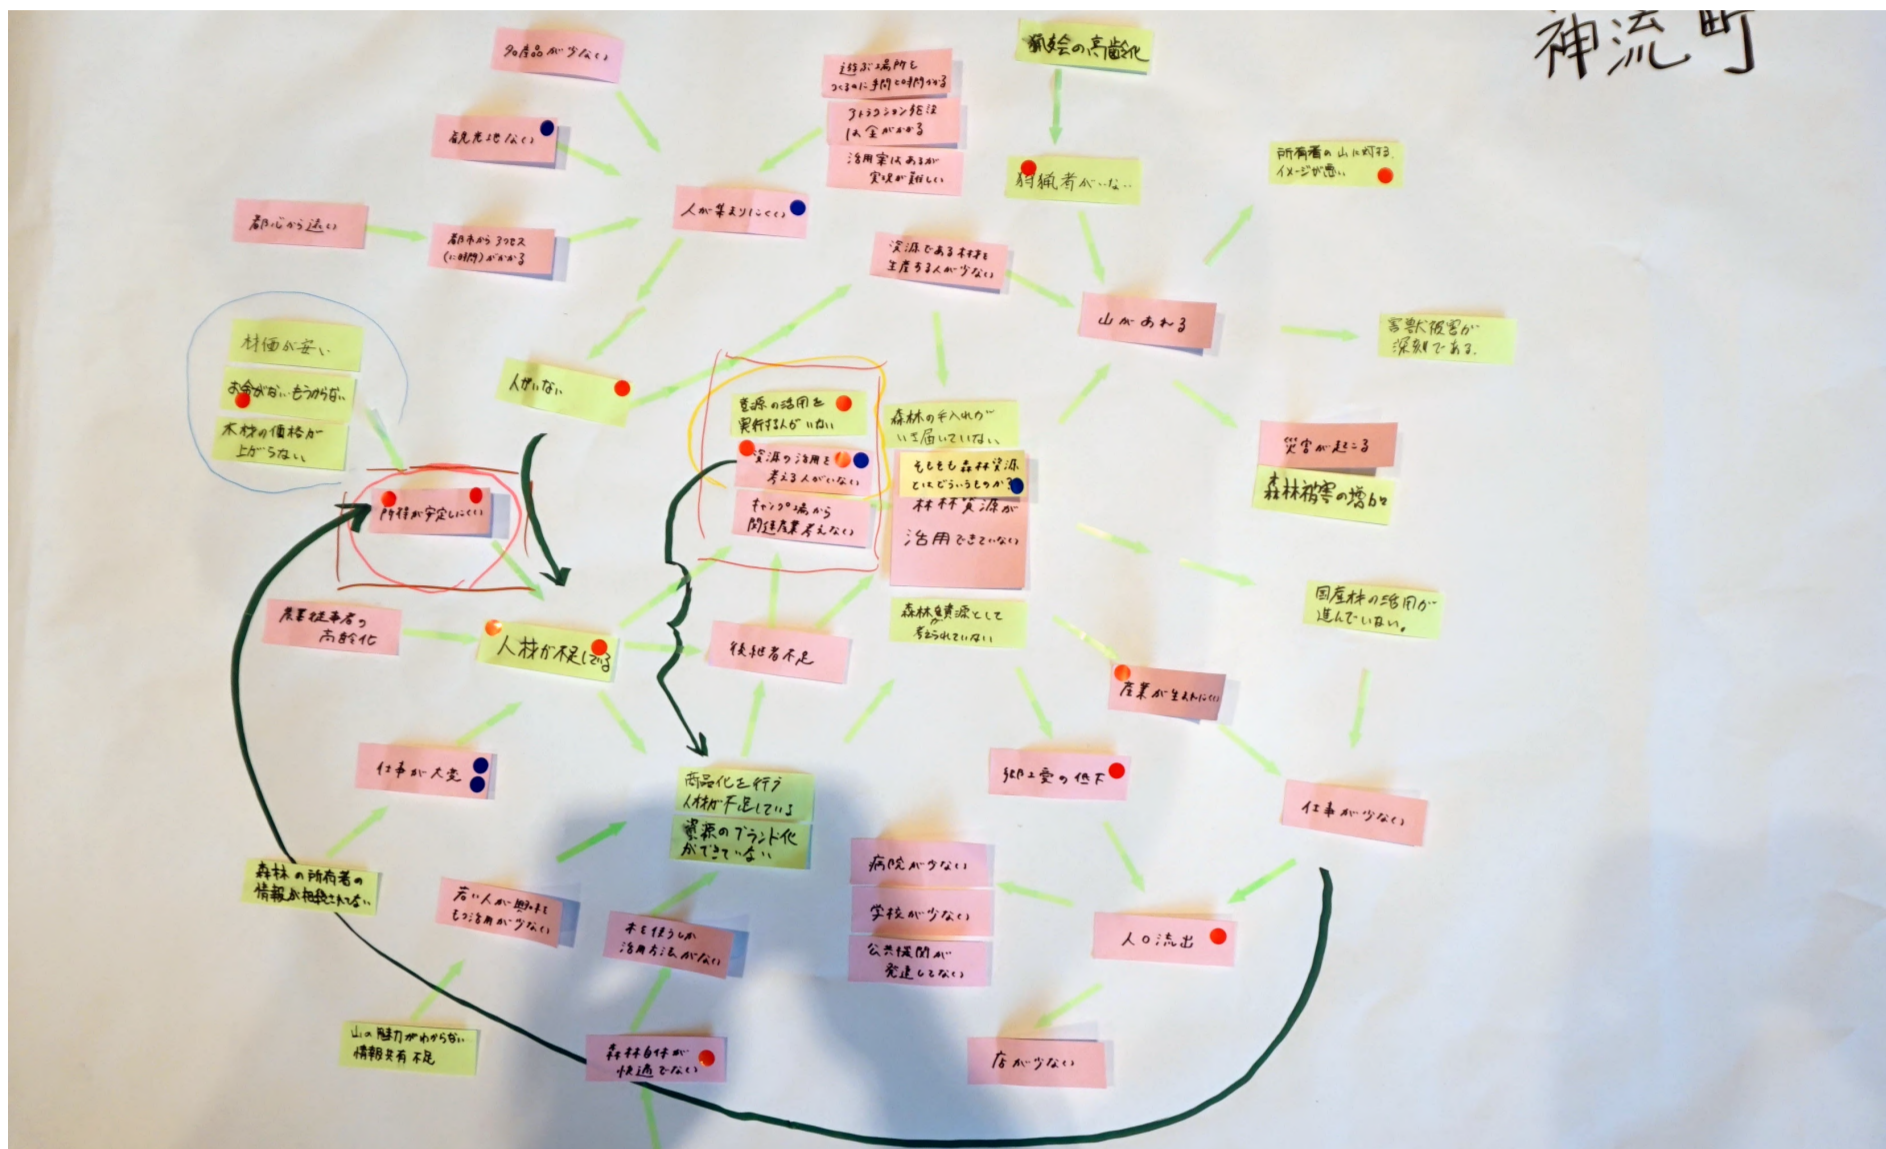 神流町
名産品が少ない
遊ぶ場所を
つくるのに手間と時間がかかる
アトラクション施設
は金がかかる
活用案はあるが
実現が難しい
猟友会の高齢化
狩猟者がいない
所有者の山に対する
イメージが悪い
観光地がない
都心から遠い
都市からアクセス
(に時間)がかかる
人が集まりにくい
資源である材料を
生産する人が少ない
山があれる
害獣被害が
深刻である。
材価が安い
お金がない・もうからない
木材の価格が
上がらない
人がいない
資源の活用を
実行する人がいない
資源の活用を
考える人がいない
キャンプ場から
関連産業考えない
森林の手入れが
いき届いていない
そもそも森林資源
とはどういうものか
林林資源が
活用できていない
災害が起こる
森林被害の増加
所得が安定しにくい
農業従事者の
高齢化
人材が不足している
後継者不足
森林が資源として
考えられていない
国産材の活用が
進んでいない。
産業が生まれにくい
仕事が大変
商品化を行う
人材が不足している
資源のブランド化
ができていない
郷土愛の低下
仕事が少ない
森林の所有者の
情報が相続されてない
若い人が興味を
もつ活用が少ない
木を使うしか
活用方法がない
病院が少ない
学校が少ない
公共機関が
発達してない
人口流出
山の魅力がわからない
情報共有不足
森林自体が
快適でない
店が少ない